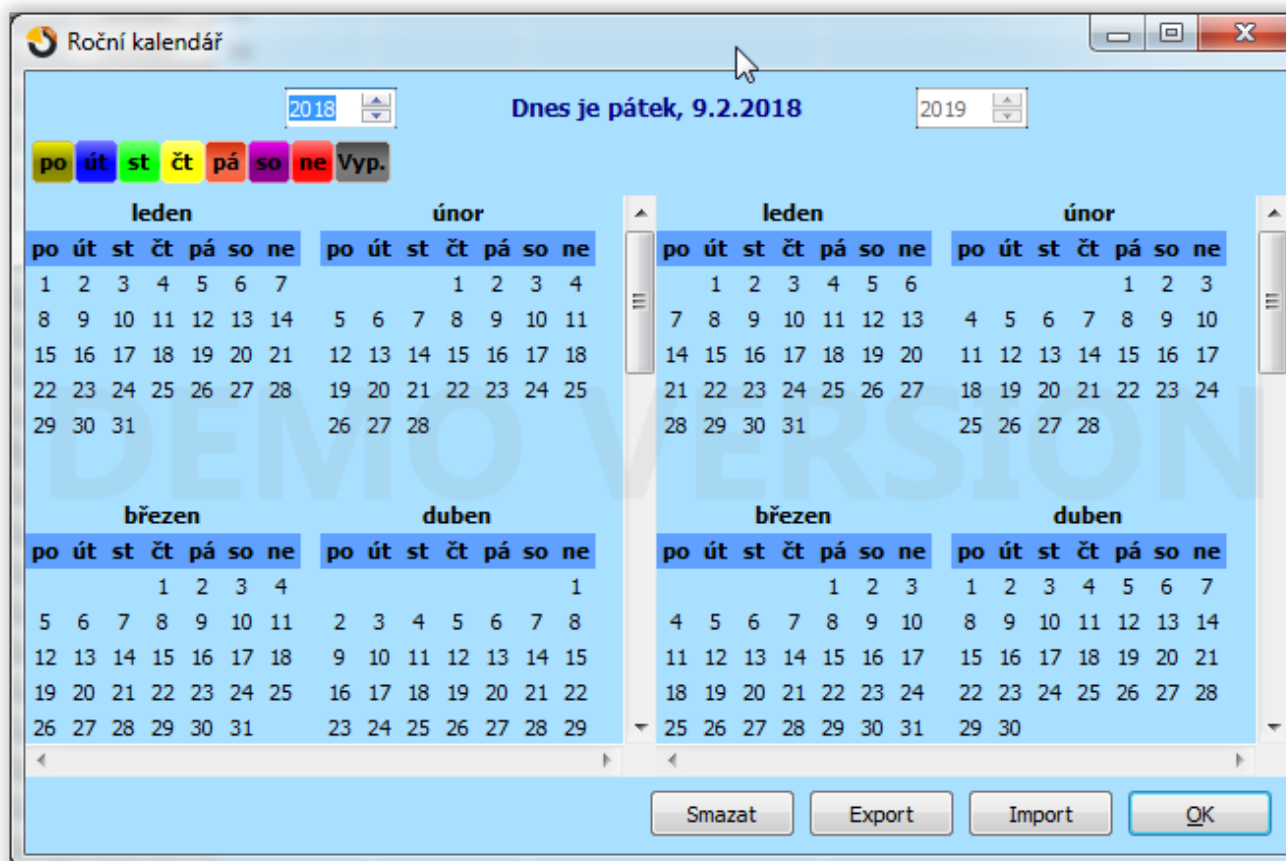 Roční kalendář
2018 Dnes je pátek, 9.2.2018 2019
po út st čt pá so ne Vyp.
leden únor leden únor
po út st čt pá so ne po út st čt pá so ne po út st čt pá so ne po út st čt pá so ne
1 2 3 4 5 6 7 1 2 3 4 1 2 3 4 5 6 1 2 3
8 9 10 11 12 13 14 5 6 7 8 9 10 11 7 8 9 10 11 12 13 4 5 6 7 8 9 10
15 16 17 18 19 20 21 12 13 14 15 16 17 18 14 15 16 17 18 19 20 11 12 13 14 15 16 17
22 23 24 25 26 27 28 19 20 21 22 23 24 25 21 22 23 24 25 26 27 18 19 20 21 22 23 24
29 30 31 26 27 28 28 29 30 31 25 26 27 28
DEMO VERSION
březen duben březen duben
po út st čt pá so ne po út st čt pá so ne po út st čt pá so ne po út st čt pá so ne
1 2 3 4 1 1 2 3 1 2 3 4 5 6 7
5 6 7 8 9 10 11 2 3 4 5 6 7 8 4 5 6 7 8 9 10 8 9 10 11 12 13 14
12 13 14 15 16 17 18 9 10 11 12 13 14 15 11 12 13 14 15 16 17 15 16 17 18 19 20 21
19 20 21 22 23 24 25 16 17 18 19 20 21 22 18 19 20 21 22 23 24 22 23 24 25 26 27 28
26 27 28 29 30 31 23 24 25 26 27 28 29 25 26 27 28 29 30 31 29 30
Smazat Export Import OK